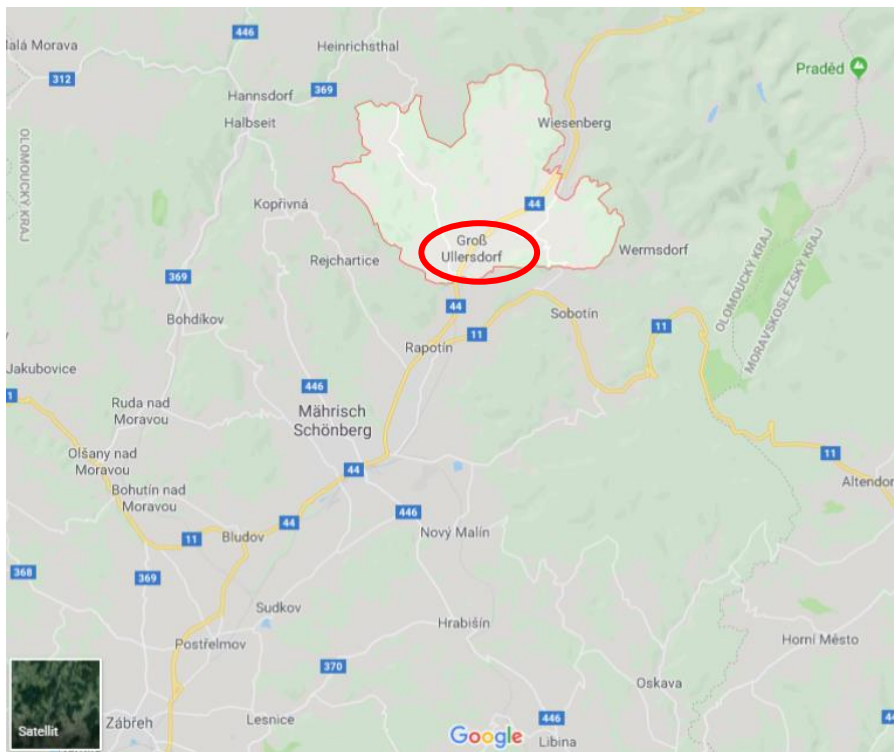 446
alá Morava
Heinrichsthal
312
369
Hannsdorf
Halbseit
Praděd
Wiesenberg
OLOMOUCKÝ KRAJ
Kopřivná
44
Groß
Ullersdorf
Rejchartice
Wermsdorf
369
OLOMOUCKÝ KRAJ
MORAVSKOSLEZSKÝ KRAJ
44
Bohdíkov
11
Sobotín
11
Rapotín
Jakubovice
446
1
Ruda nad
Moravou
Mährisch
Schönberg
Olšany nad
Moravou
44
11
Altendor
Bohutín nad
Moravou
446
44
11
Bludov
Nový Malín
368
369
Sudkov
Hrabišín
Postřelmov
Horní Město
370
Oskava
Satellit
Zábřeh
Lesnice
Google
446
44
Libina